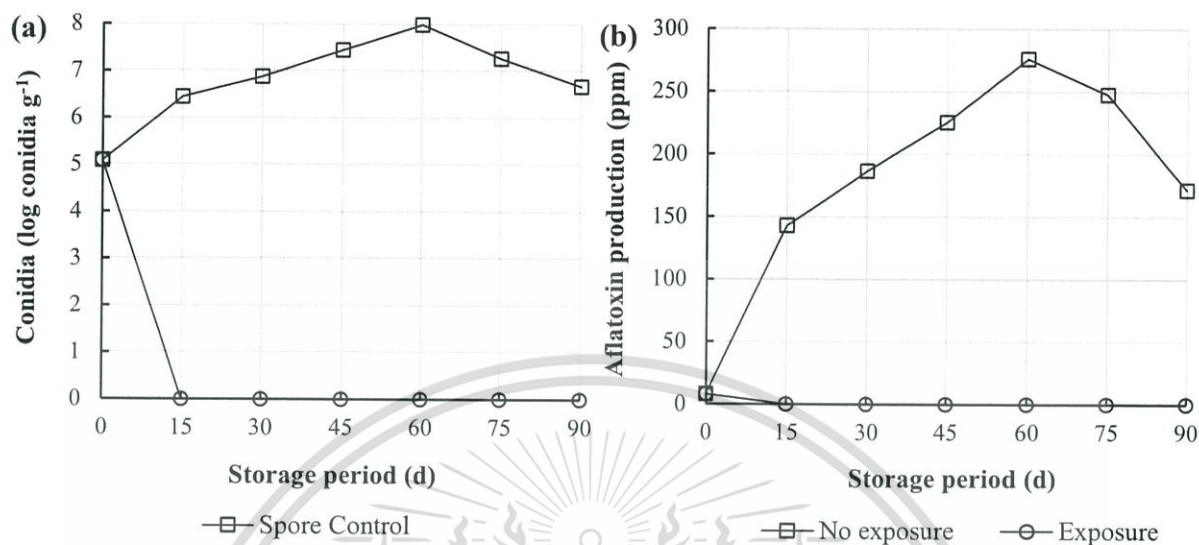 (a)
Conidia (log conidia g⁻¹)
8
7
6
5
4
3
2
1
0
0 15 30 45 60 75 90
Storage period (d)
Spore Control
(b)
Aflatoxin production (ppm)
300
250
200
150
100
50
0
0 15 30 45 60 75 90
Storage period (d)
No exposure Exposure